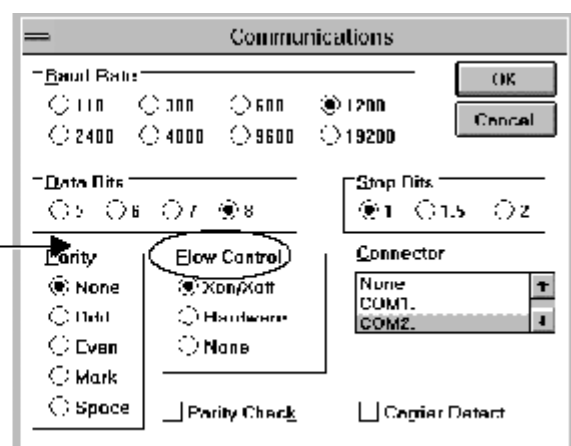 Communications
Baud Rate
110 300 600 1200
2400 4800 9600 19200
OK
Cancel
Data Bits
5 6 7 8
Stop Bits
1 1.5 2
Parity
None
Odd
Even
Mark
Space
Flow Control
Xon/Xoff
Hardware
None
Connector
None
COM1:
COM2:
Parity Check
Carrier Detect